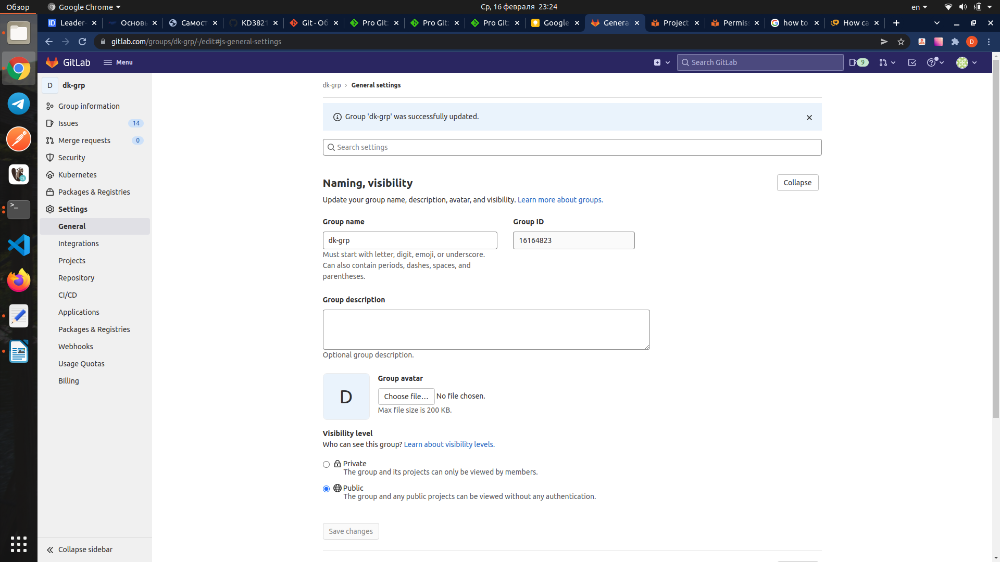 Обзор
Google Chrome
Ср, 16 февраля 23:24
en
Leader-
Основь
Самост
KD3821
Git - Об
Pro Git:
Pro Git:
Pro Git:
Google
General
Project
Permis
how to
How ca
gitlab.com/groups/dk-grp/-/edit#js-general-settings
D
GitLab
Menu
Search GitLab
9
D
dk-grp
Group information
Issues
14
Merge requests
0
Security
Kubernetes
Packages & Registries
Settings
General
Integrations
Projects
Repository
CI/CD
Applications
Packages & Registries
Webhooks
Usage Quotas
Billing
Collapse sidebar
dk-grp › General settings
Group 'dk-grp' was successfully updated.
Search settings
Naming, visibility
Collapse
Update your group name, description, avatar, and visibility. Learn more about groups.
Group name
Group ID
dk-grp
16164823
Must start with letter, digit, emoji, or underscore.
Can also contain periods, dashes, spaces, and
parentheses.
Group description
Optional group description.
D
Group avatar
Choose file…
No file chosen.
Max file size is 200 KB.
Visibility level
Who can see this group? Learn about visibility levels.
Private
The group and its projects can only be viewed by members.
Public
The group and any public projects can be viewed without any authentication.
Save changes